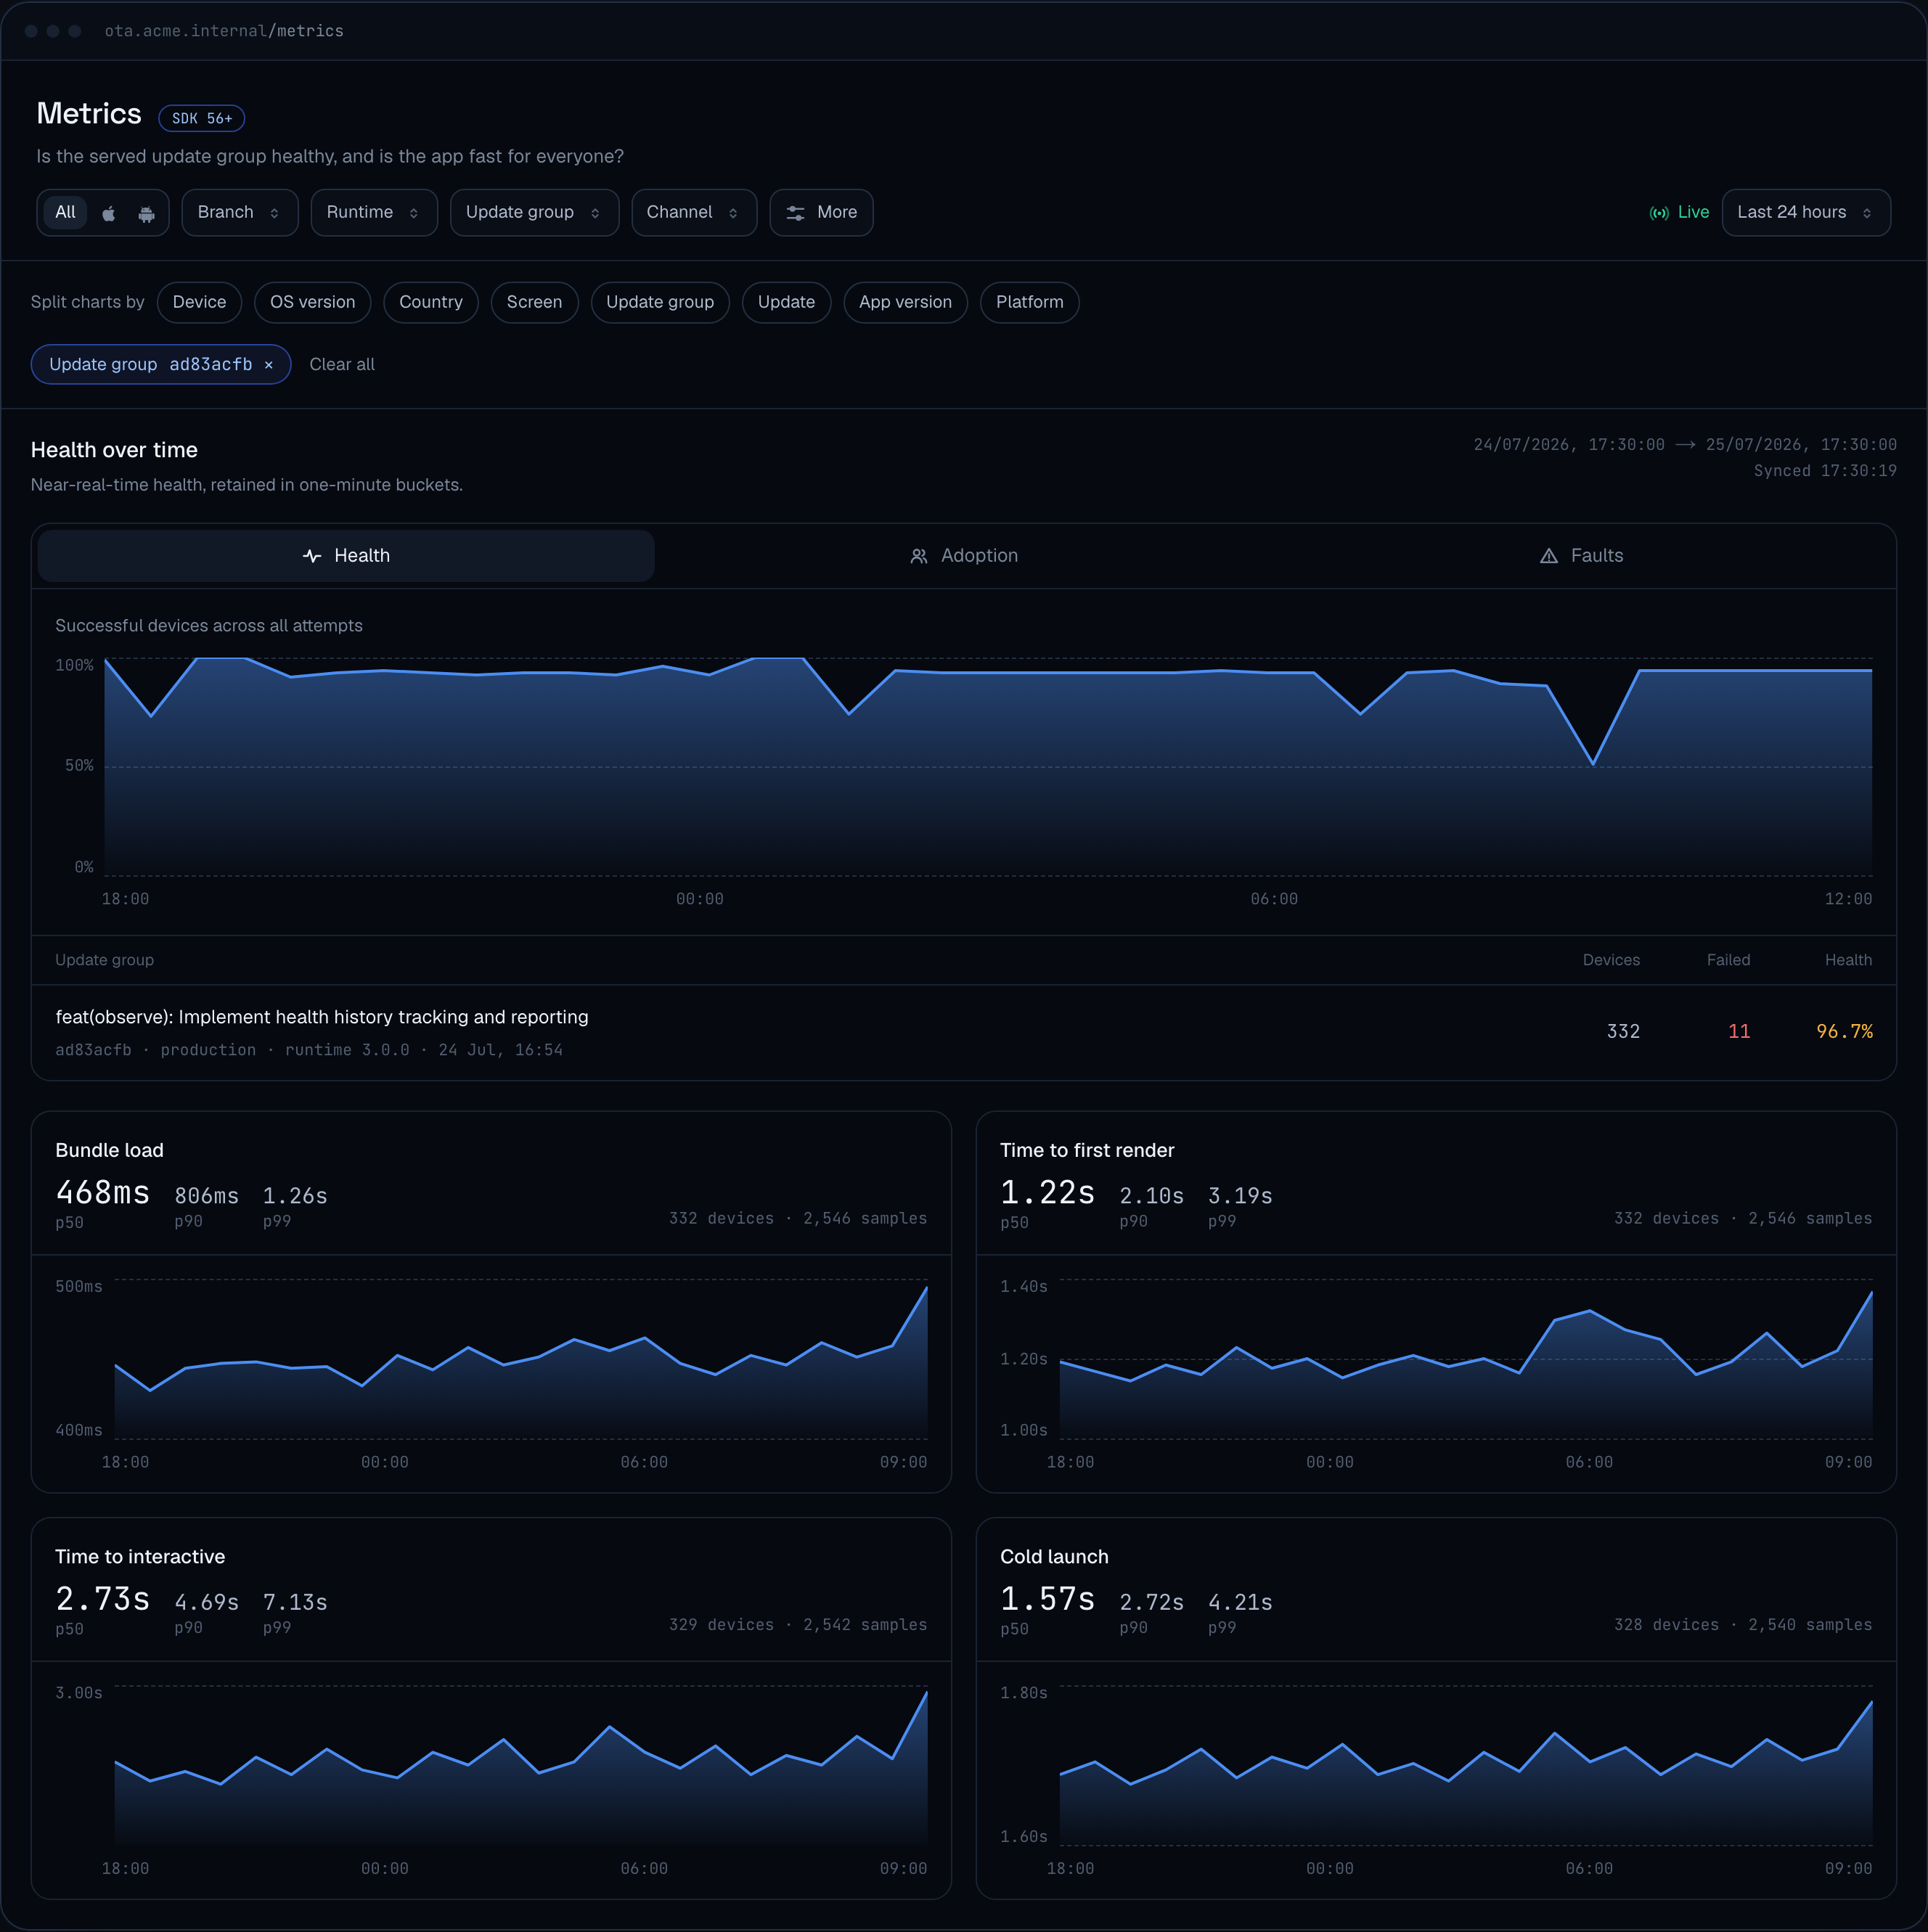 ota.acme.internal/metrics
Metrics SDK 56+
Is the served update group healthy, and is the app fast for everyone?
All Branch Runtime Update group Channel More Live Last 24 hours
Split charts by Device OS version Country Screen Update group Update App version Platform
Update group ad83acfb × Clear all
Health over time
24/07/2026, 17:30:00 → 25/07/2026, 17:30:00
Near-real-time health, retained in one-minute buckets.
Synced 17:30:19
Health Adoption Faults
Successful devices across all attempts
100%
50%
0%
18:00 00:00 06:00 12:00
Update group Devices Failed Health
feat(observe): Implement health history tracking and reporting
ad83acfb · production · runtime 3.0.0 · 24 Jul, 16:54
332 11 96.7%
Bundle load
468ms 806ms 1.26s
p50 p90 p99
332 devices · 2,546 samples
500ms
400ms
18:00 00:00 06:00 09:00
Time to first render
1.22s 2.10s 3.19s
p50 p90 p99
332 devices · 2,546 samples
1.40s
1.20s
1.00s
18:00 00:00 06:00 09:00
Time to interactive
2.73s 4.69s 7.13s
p50 p90 p99
329 devices · 2,542 samples
3.00s
18:00 00:00 06:00 09:00
Cold launch
1.57s 2.72s 4.21s
p50 p90 p99
328 devices · 2,540 samples
1.80s
1.60s
18:00 00:00 06:00 09:00